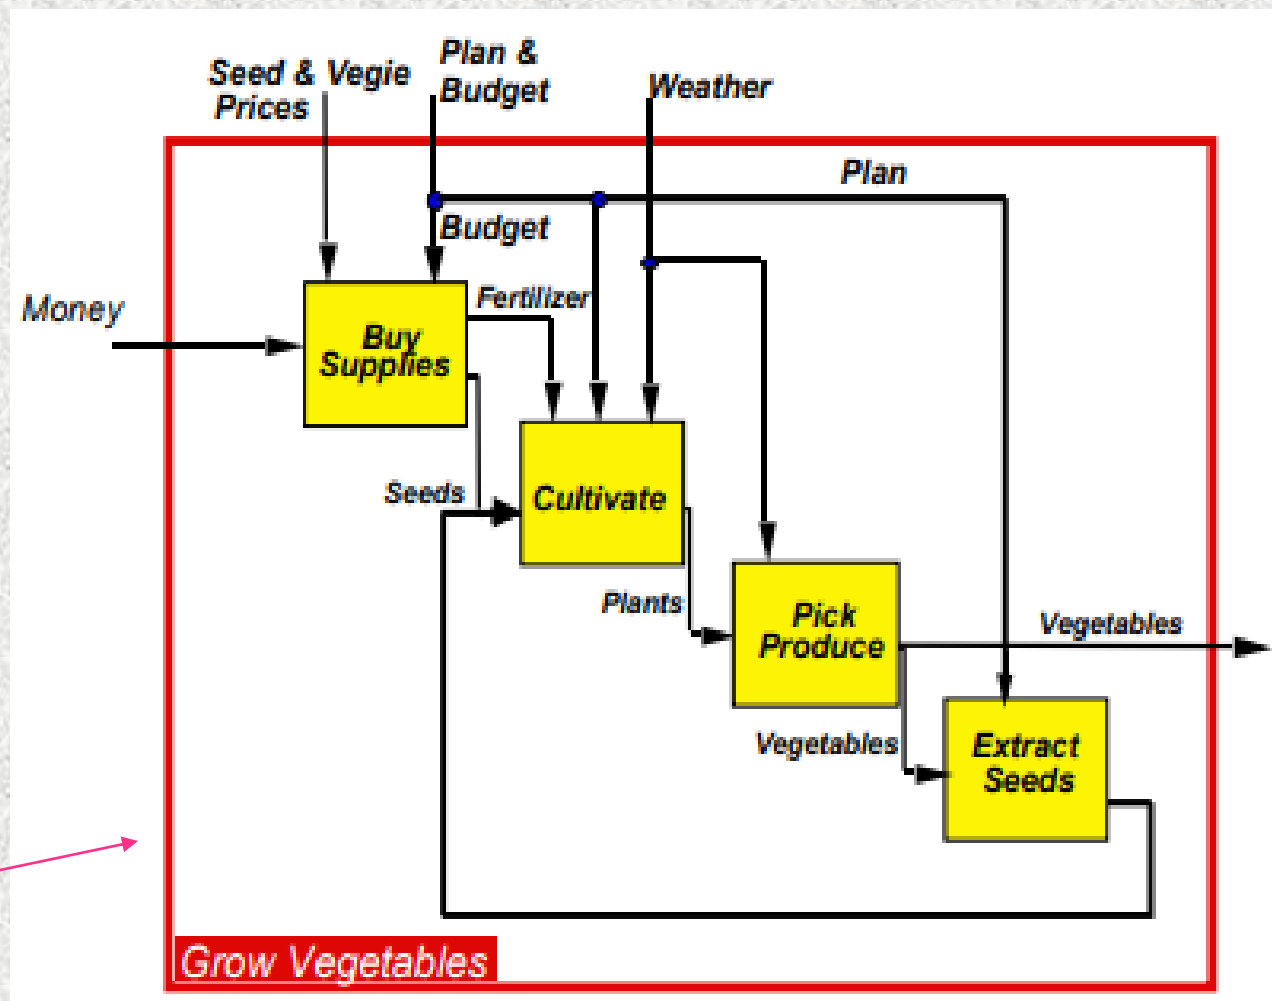 Plan &
Budget
Seed & Vegie
Prices
Weather
Plan
Budget
Money
Fertilizer
Buy
Supplies
Seeds
Cultivate
Plants
Pick
Produce
Vegetables
Vegetables
Extract
Seeds
Grow Vegetables